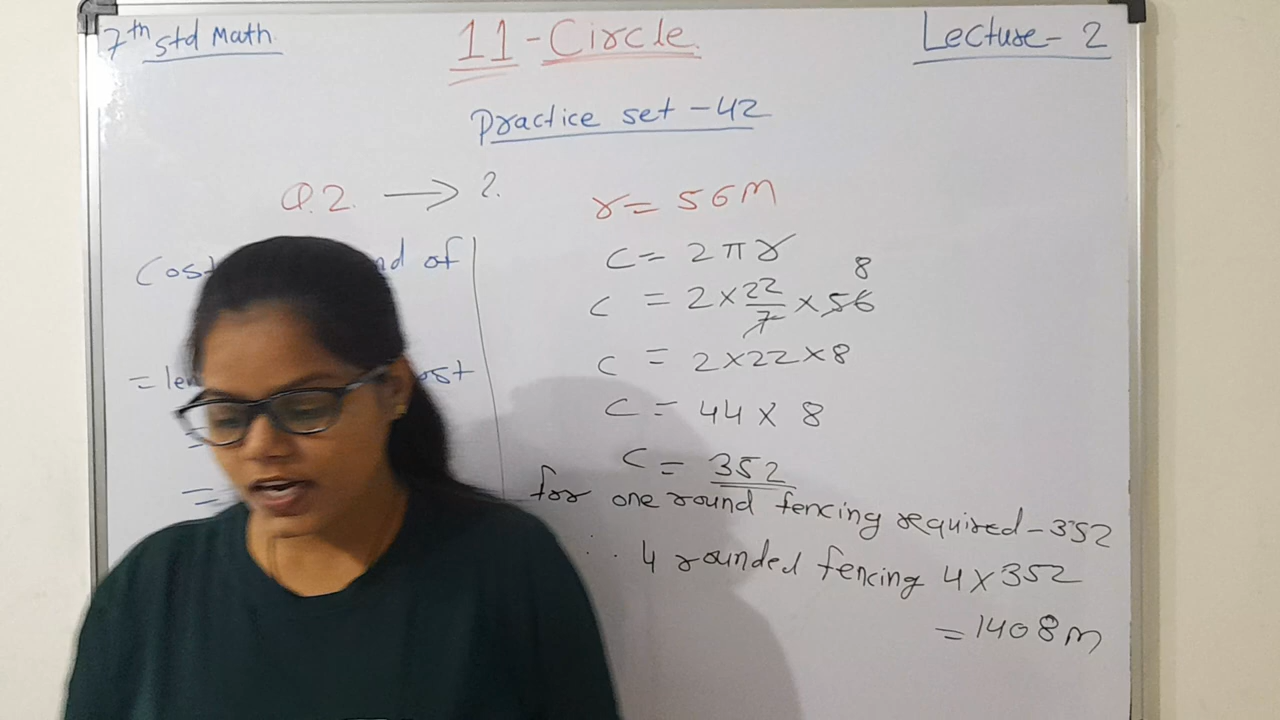 7th Std Math
11-Circle
Lecture-2
Practice set-42
Q.2. → 2.
Cost of
= cost
=
=
r= 56m
C= 2πr
C = 2×22/7×56 8
C = 2×22×8
C = 44×8
C= 352
for one round fencing required-352
∴ 4 rounded fencing 4×352
=1408m